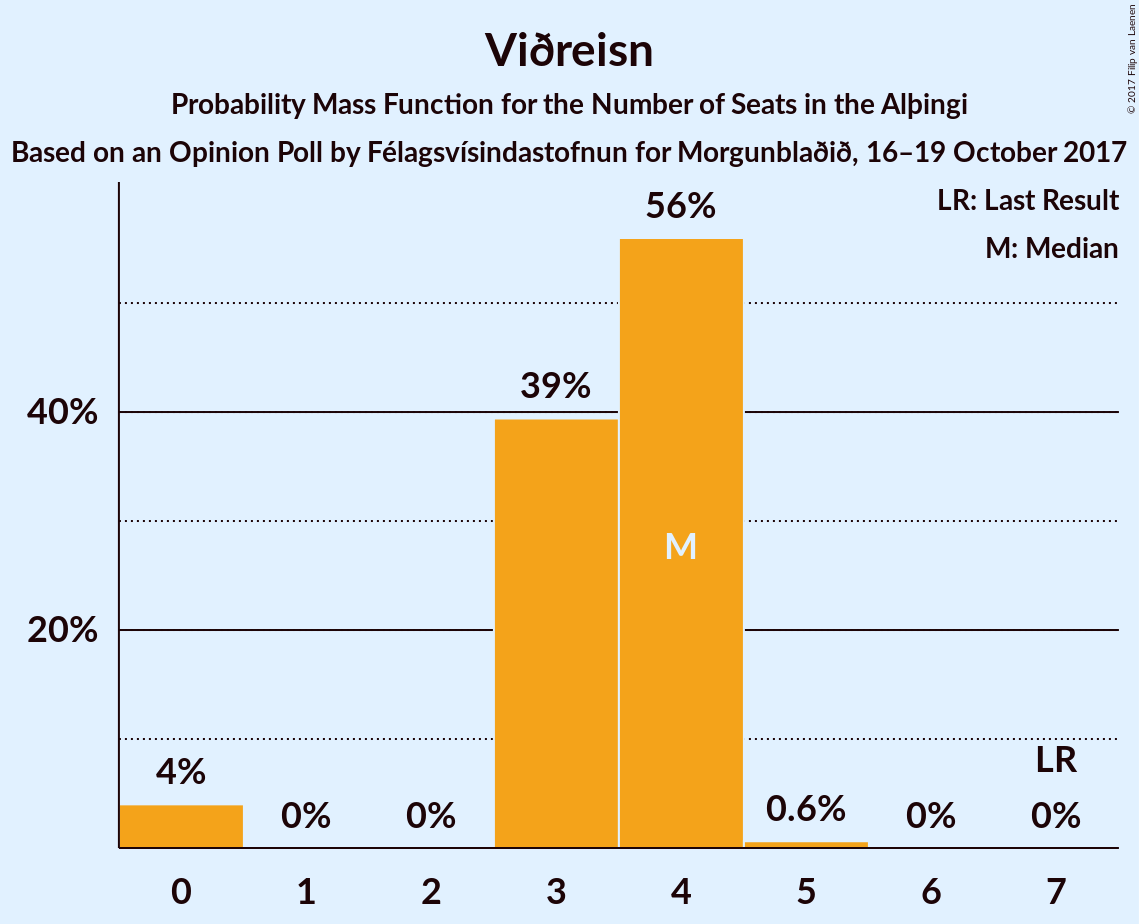 © 2017 Filip van Laenen
Viðreisn
Probability Mass Function for the Number of Seats in the Alþingi
Based on an Opinion Poll by Félagsvísindastofnun for Morgunblaðið, 16–19 October 2017
LR: Last Result
M: Median
56%
39%
40%
M
20%
4%
0%
0%
0.6%
0%
LR
0%
0 1 2 3 4 5 6 7